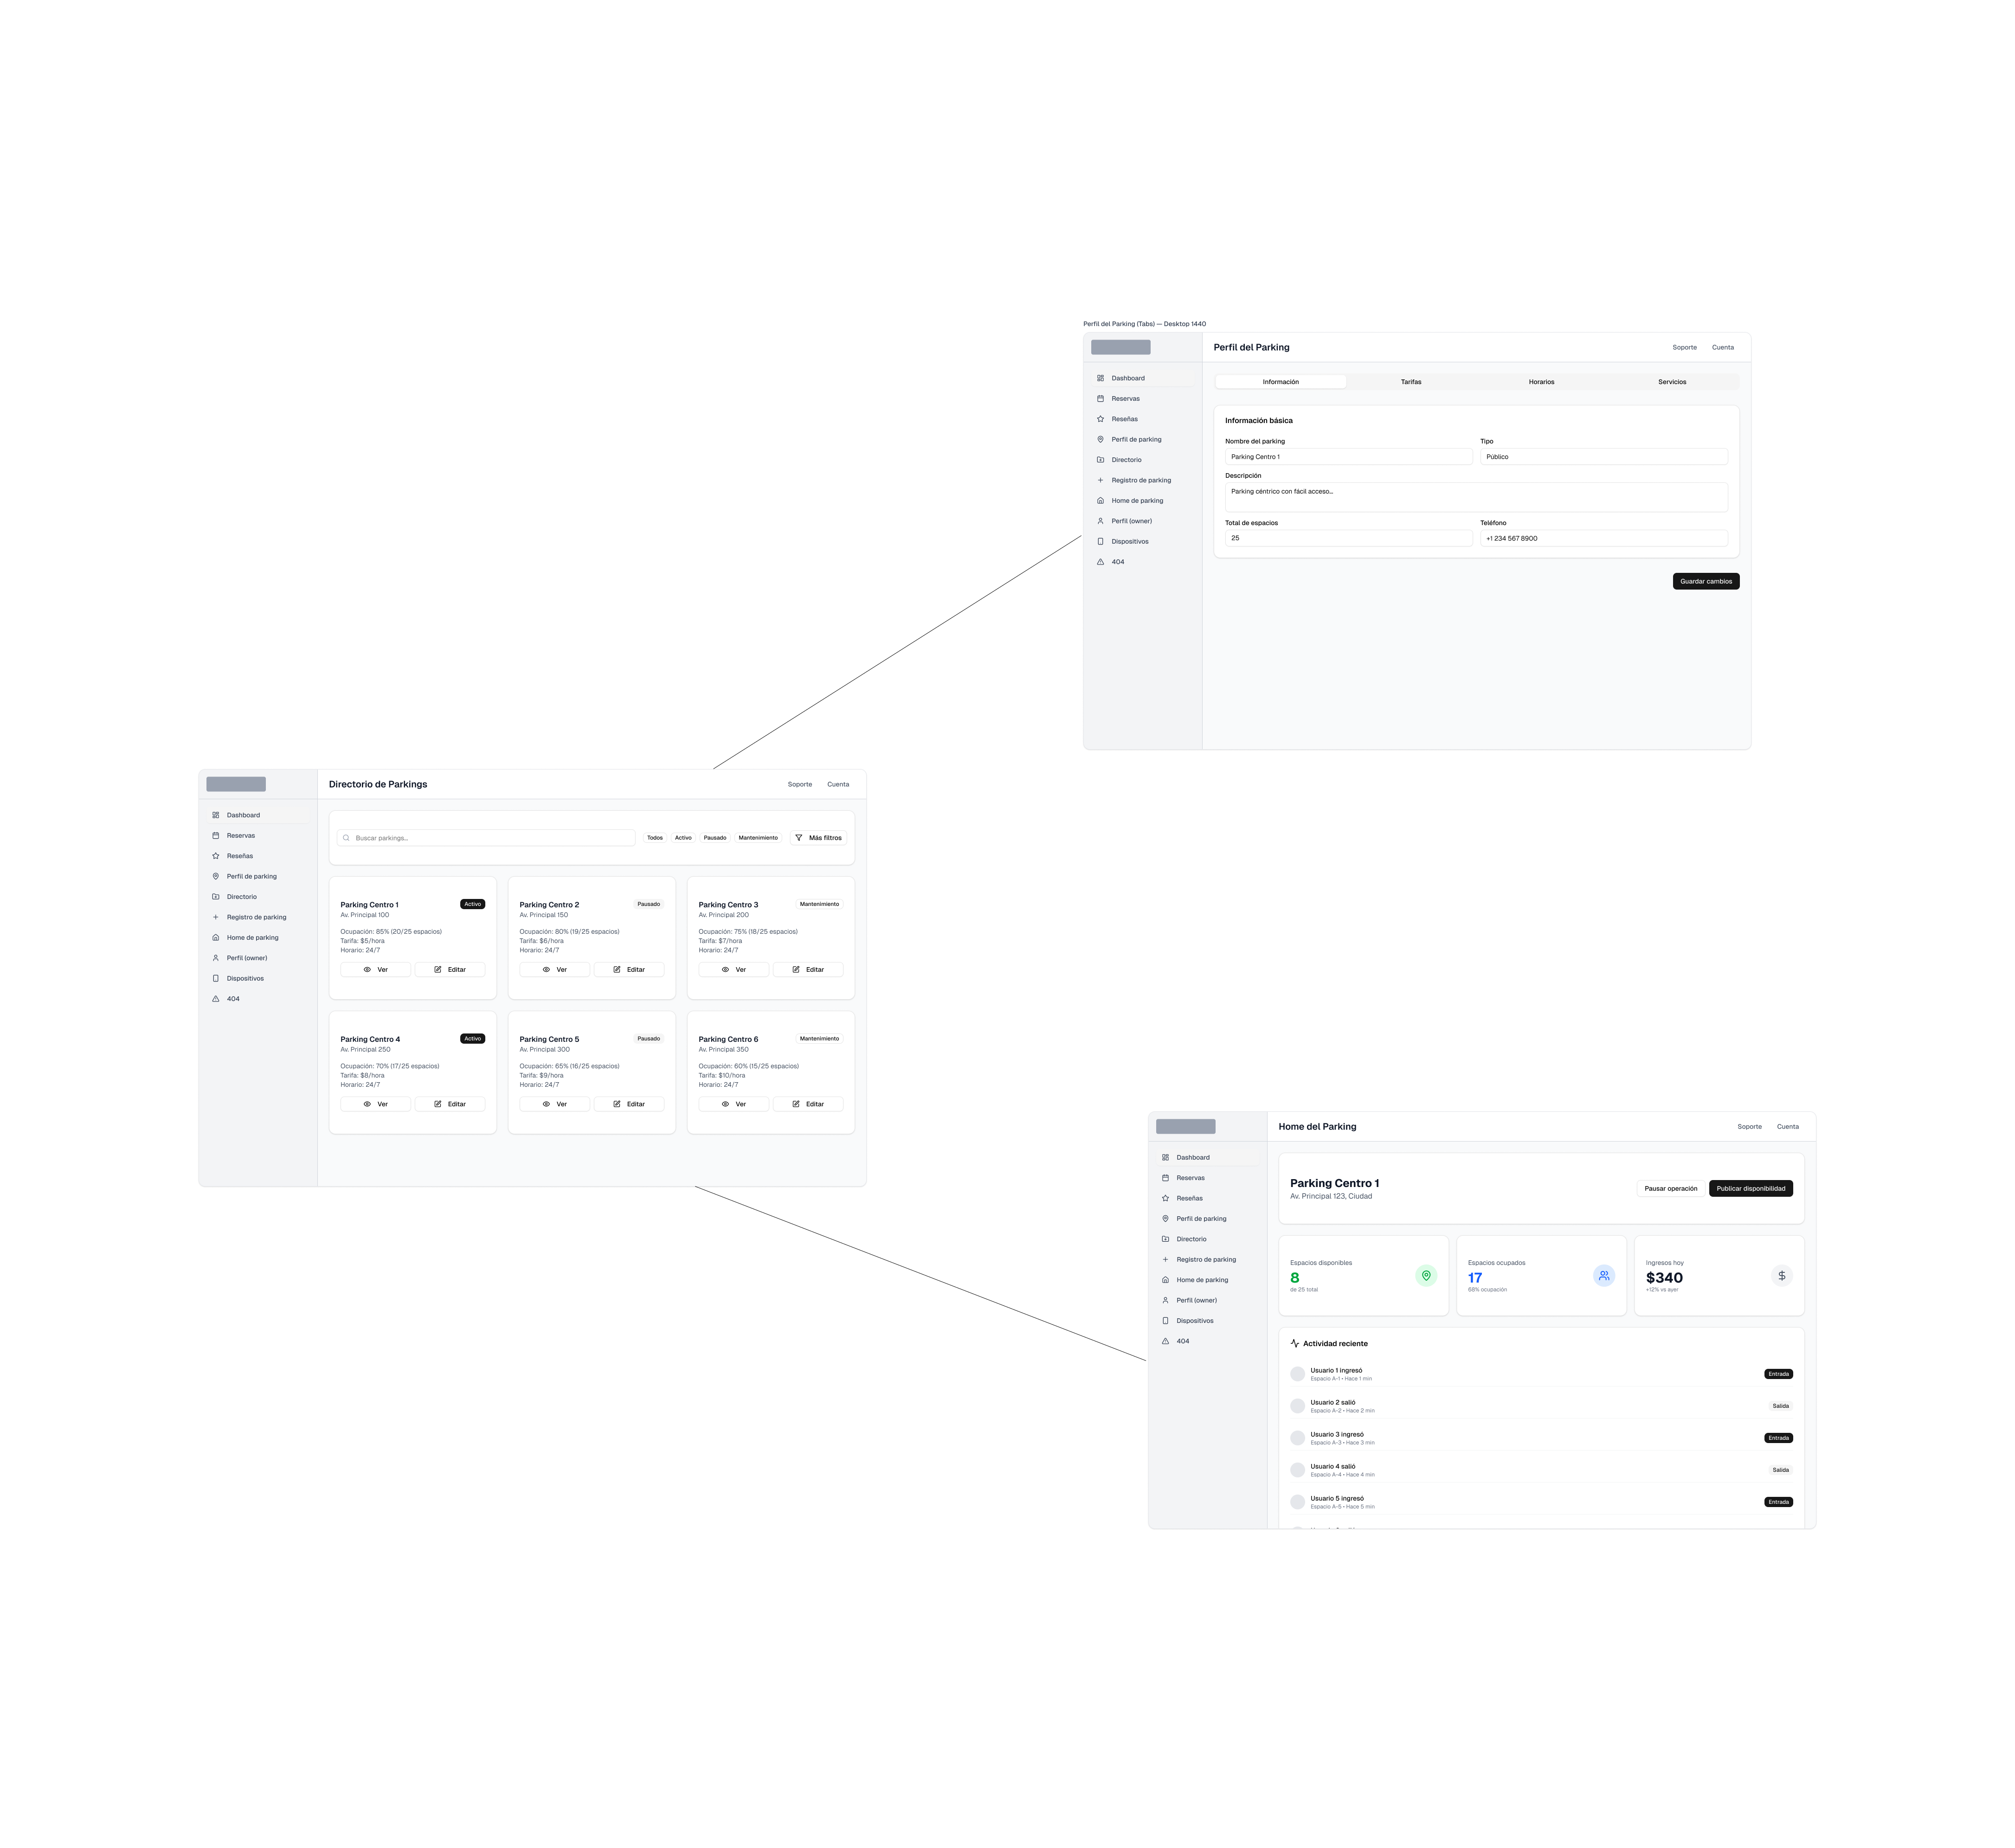 Perfil del Parking (Tabs) — Desktop 1440
Perfil del Parking
Soporte
Cuenta
Dashboard
Reservas
Reseñas
Perfil de parking
Directorio
Registro de parking
Home de parking
Perfil (owner)
Dispositivos
404
Información
Tarifas
Horarios
Servicios
Información básica
Nombre del parking
Tipo
Parking Centro 1
Público
Descripción
Parking céntrico con fácil acceso...
Total de espacios
Teléfono
25
+1 234 567 8900
Guardar cambios
Directorio de Parkings
Soporte
Cuenta
Dashboard
Reservas
Reseñas
Perfil de parking
Directorio
Registro de parking
Home de parking
Perfil (owner)
Dispositivos
404
Buscar parkings...
Todos
Activo
Pausado
Mantenimiento
Más filtros
Parking Centro 1
Activo
Av. Principal 100
Ocupación: 85% (20/25 espacios)
Tarifa: $5/hora
Horario: 24/7
Ver
Editar
Parking Centro 2
Pausado
Av. Principal 150
Ocupación: 80% (19/25 espacios)
Tarifa: $6/hora
Horario: 24/7
Ver
Editar
Parking Centro 3
Mantenimiento
Av. Principal 200
Ocupación: 75% (18/25 espacios)
Tarifa: $7/hora
Horario: 24/7
Ver
Editar
Parking Centro 4
Activo
Av. Principal 250
Ocupación: 70% (17/25 espacios)
Tarifa: $8/hora
Horario: 24/7
Ver
Editar
Parking Centro 5
Pausado
Av. Principal 300
Ocupación: 65% (16/25 espacios)
Tarifa: $9/hora
Horario: 24/7
Ver
Editar
Parking Centro 6
Mantenimiento
Av. Principal 350
Ocupación: 60% (15/25 espacios)
Tarifa: $10/hora
Horario: 24/7
Ver
Editar
Home del Parking
Soporte
Cuenta
Dashboard
Reservas
Reseñas
Perfil de parking
Directorio
Registro de parking
Home de parking
Perfil (owner)
Dispositivos
404
Parking Centro 1
Av. Principal 123, Ciudad
Pausar operación
Publicar disponibilidad
Espacios disponibles
8
de 25 total
Espacios ocupados
17
68% ocupación
Ingresos hoy
$340
+12% vs ayer
Actividad reciente
Usuario 1 ingresó
Espacio A-1 • Hace 1 min
Entrada
Usuario 2 salió
Espacio A-2 • Hace 2 min
Salida
Usuario 3 ingresó
Espacio A-3 • Hace 3 min
Entrada
Usuario 4 salió
Espacio A-4 • Hace 4 min
Salida
Usuario 5 ingresó
Espacio A-5 • Hace 5 min
Entrada